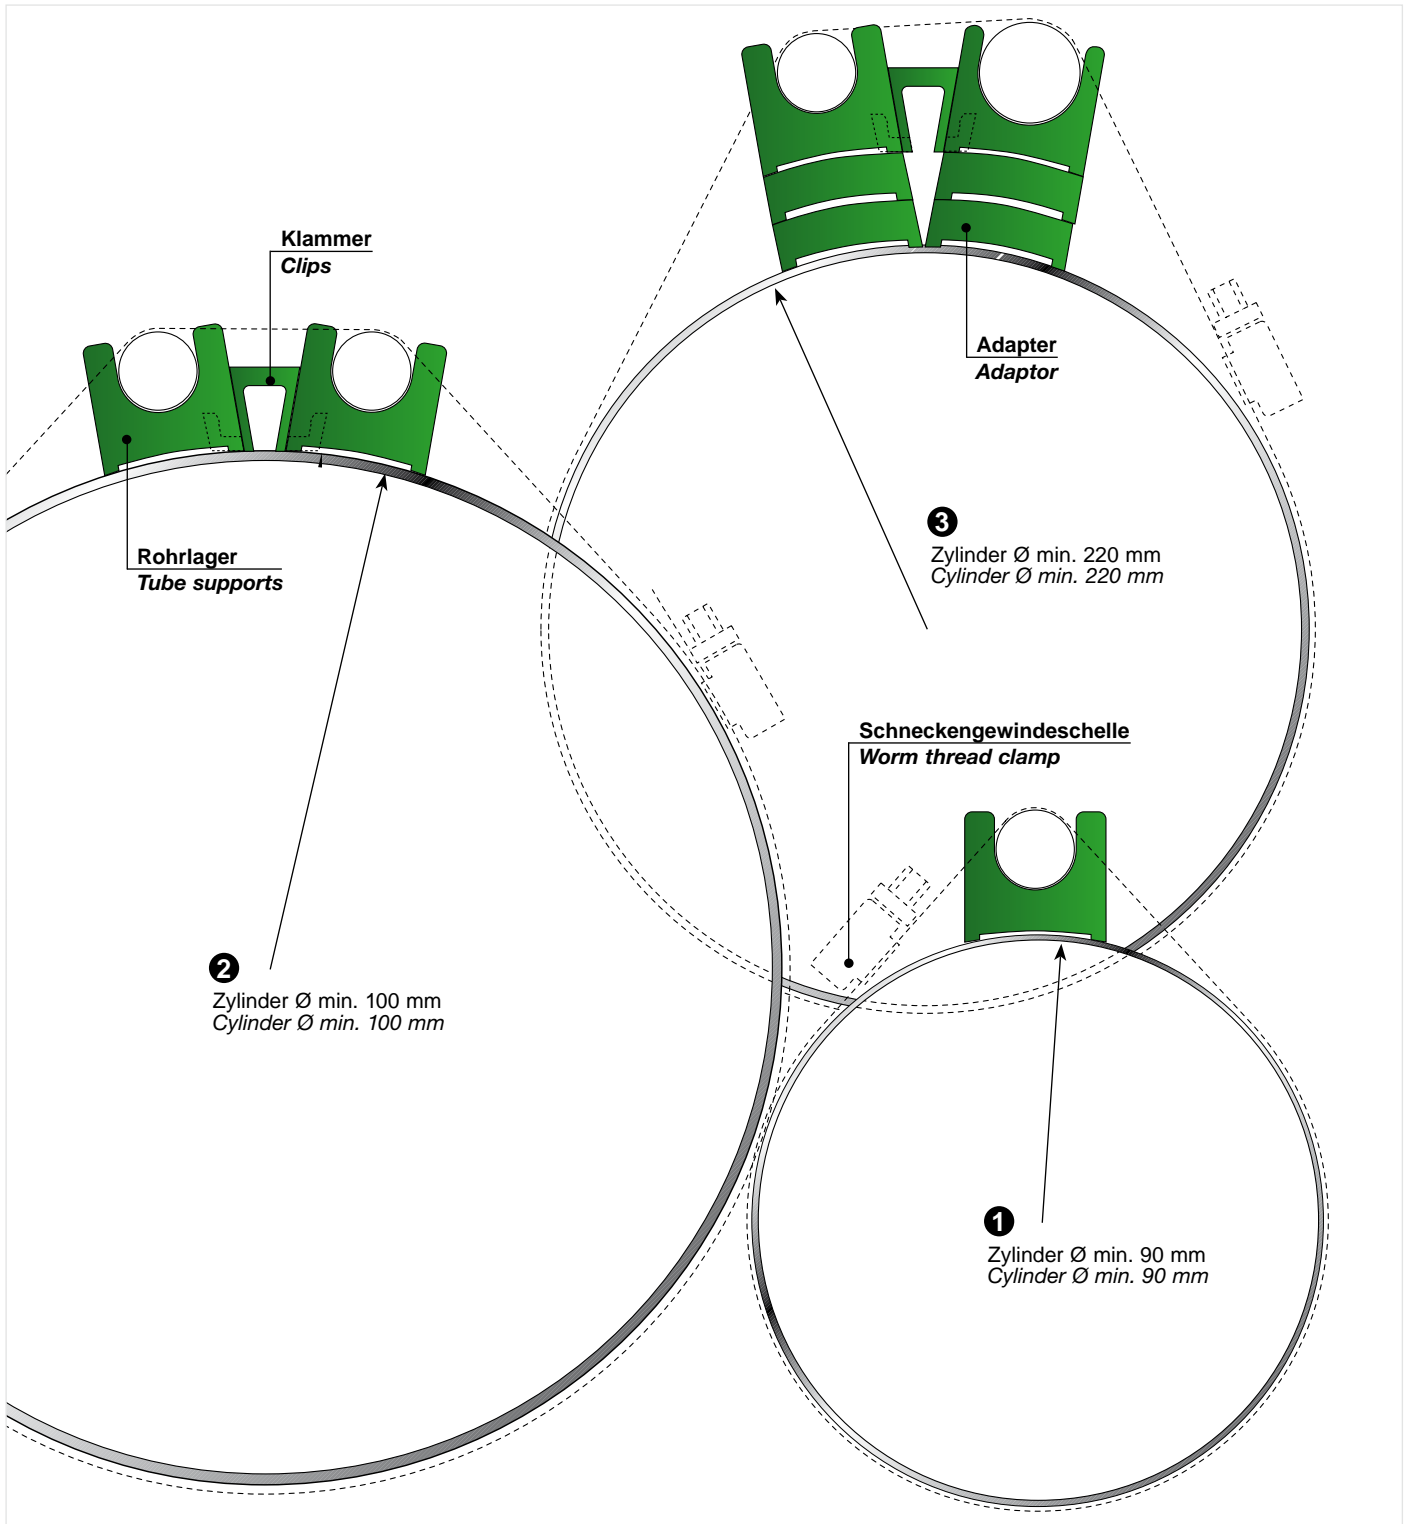 Klammer
Clips
Adapter
Adaptor
Rohrlager
Tube supports
3
Zylinder Ø min. 220 mm
Cylinder Ø min. 220 mm
Schneckengewindeschelle
Worm thread clamp
2
Zylinder Ø min. 100 mm
Cylinder Ø min. 100 mm
1
Zylinder Ø min. 90 mm
Cylinder Ø min. 90 mm